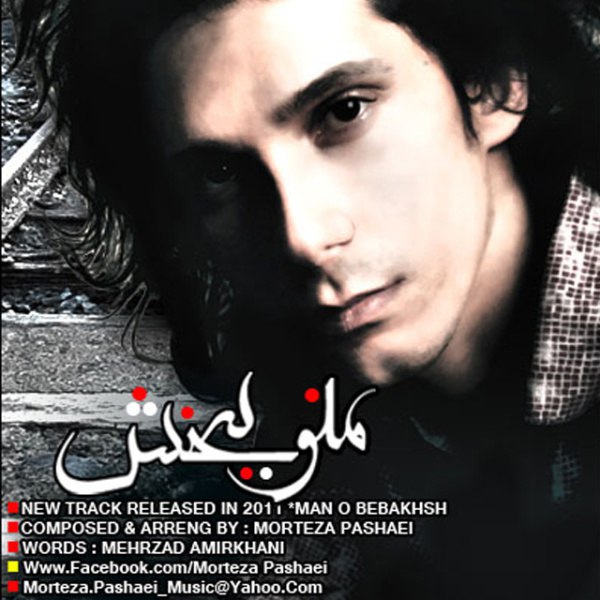 منو ببخش
NEW TRACK RELEASED IN 2011 *MAN O BEBAKHSH
COMPOSED & ARRENG BY : MORTEZA PASHAEI
WORDS : MEHRZAD AMIRKHANI
Www.Facebook.com/Morteza Pashaei
Morteza.Pashaei_Music@Yahoo.Com